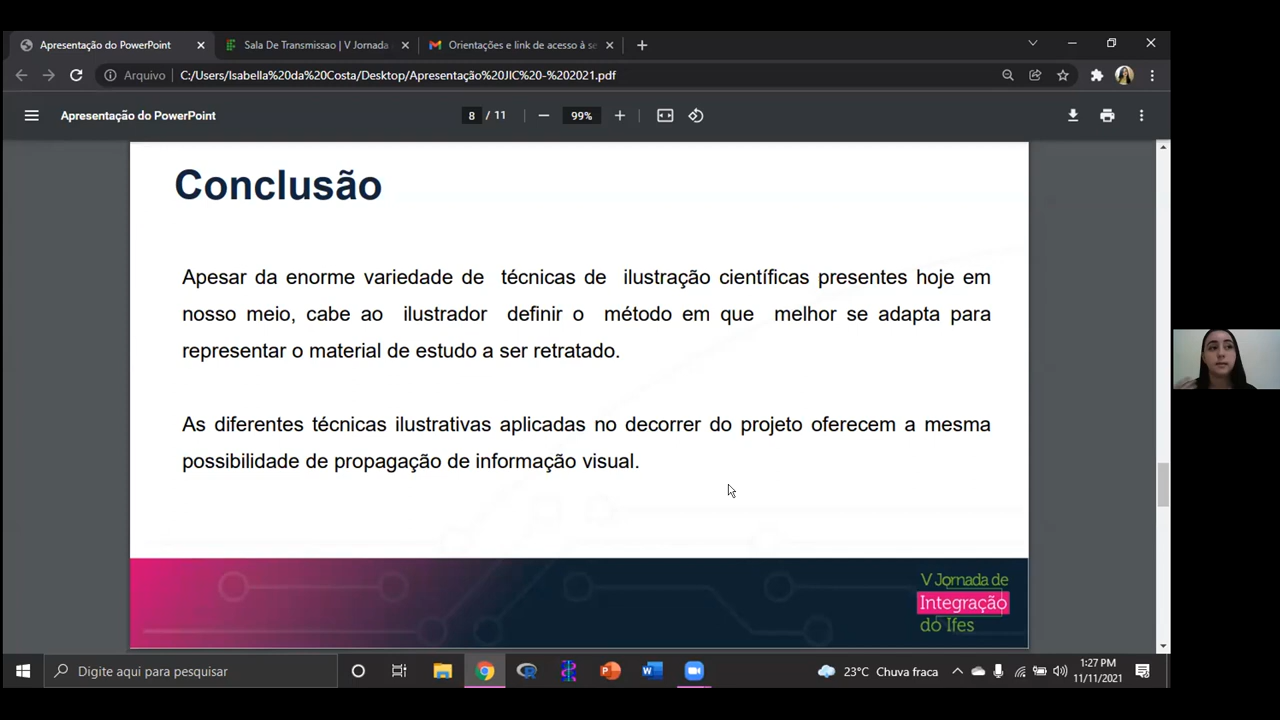 Apresentação do PowerPoint
Sala De Transmissao | V Jornada
Orientações e link de acesso à se
Arquivo
C:/Users/Isabella%20da%20Costa/Desktop/Apresentação%20JIC%20-%202021.pdf
Apresentação do PowerPoint
8 / 11
99%
Conclusão
Apesar da enorme variedade de técnicas de ilustração científicas presentes hoje em
nosso meio, cabe ao ilustrador definir o método em que melhor se adapta para
representar o material de estudo a ser retratado.
As diferentes técnicas ilustrativas aplicadas no decorrer do projeto oferecem a mesma
possibilidade de propagação de informação visual.
V Jornada de
Integração
do Ifes
Digite aqui para pesquisar
23°C Chuva fraca
1:27 PM
11/11/2021